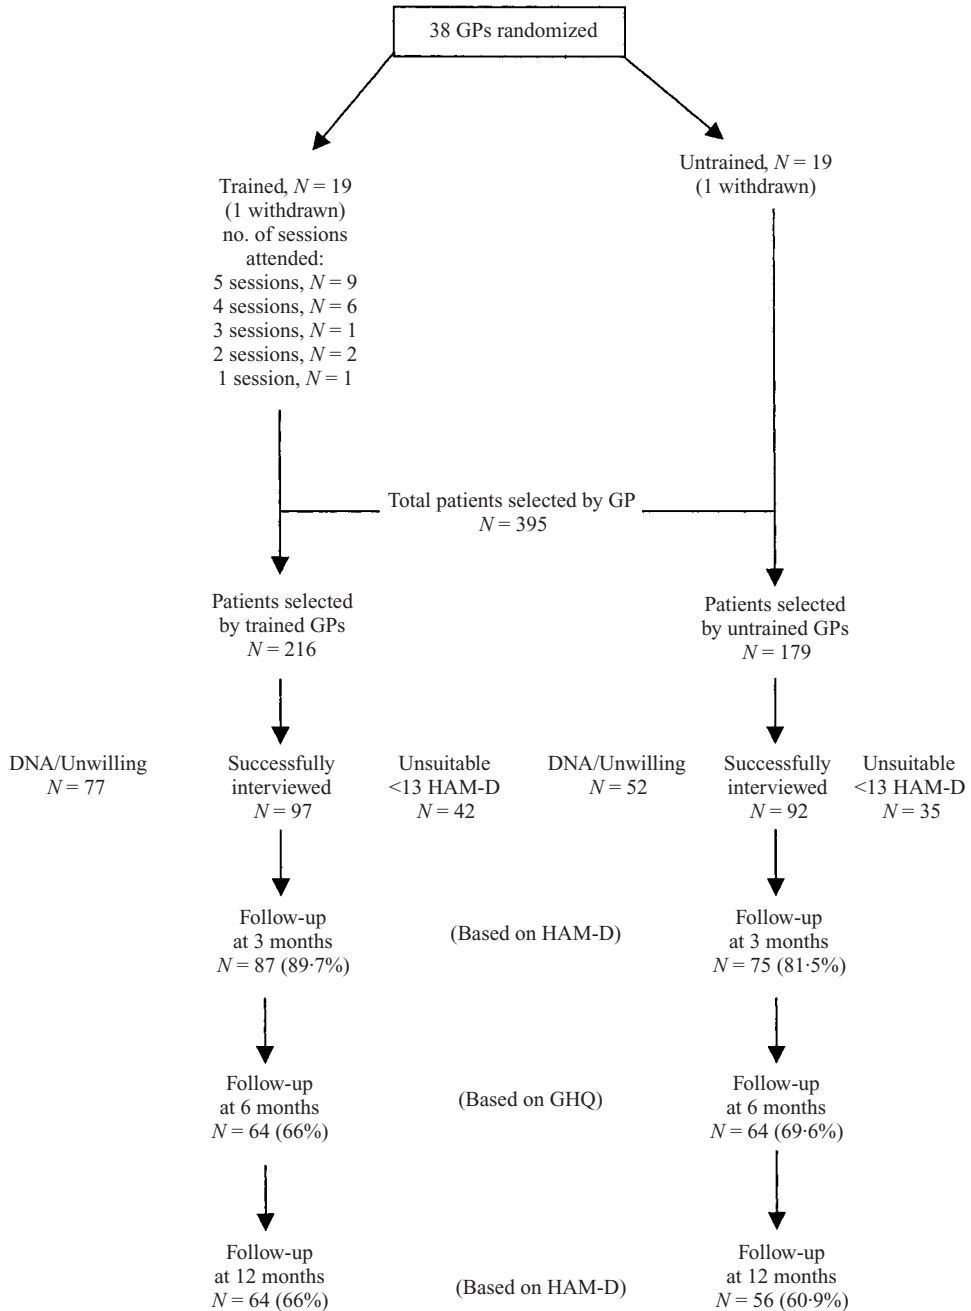 38 GPs randomized
Trained, N = 19
(1 withdrawn)
no. of sessions
attended:
5 sessions, N = 9
4 sessions, N = 6
3 sessions, N = 1
2 sessions, N = 2
1 session, N = 1
Untrained, N = 19
(1 withdrawn)
Total patients selected by GP
N = 395
Patients selected
by trained GPs
N = 216
Patients selected
by untrained GPs
N = 179
DNA/Unwilling
N = 77
Successfully
interviewed
N = 97
Unsuitable
<13 HAM-D
N = 42
DNA/Unwilling
N = 52
Successfully
interviewed
N = 92
Unsuitable
<13 HAM-D
N = 35
Follow-up
at 3 months
N = 87 (89·7%)
(Based on HAM-D)
Follow-up
at 3 months
N = 75 (81·5%)
Follow-up
at 6 months
N = 64 (66%)
(Based on GHQ)
Follow-up
at 6 months
N = 64 (69·6%)
Follow-up
at 12 months
N = 64 (66%)
(Based on HAM-D)
Follow-up
at 12 months
N = 56 (60·9%)